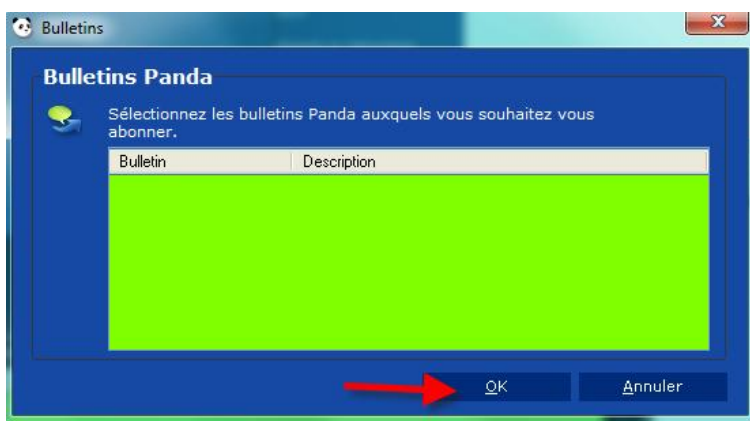 Bulletins
Bulletins Panda
Sélectionnez les bulletins Panda auxquels vous souhaitez vous
abonner.
Bulletin Description
OK Annuler